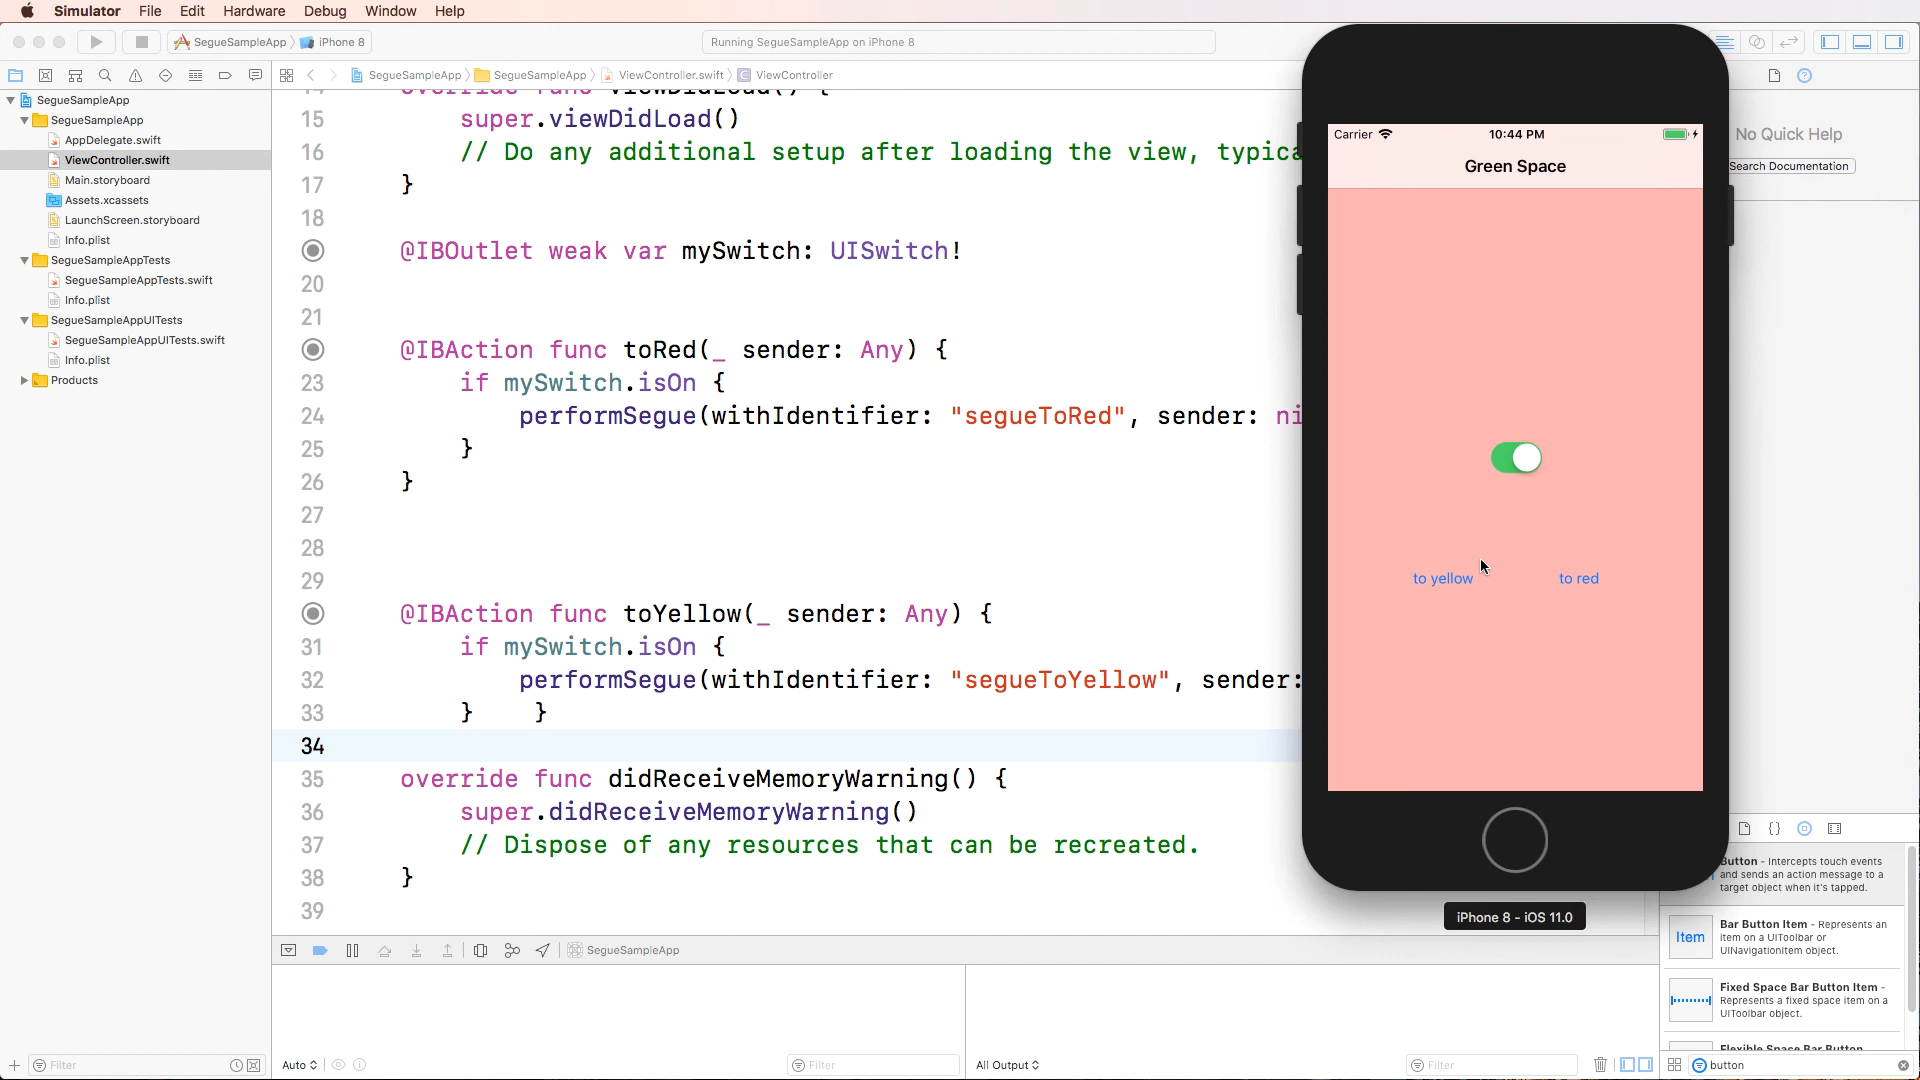 Simulator File Edit Hardware Debug Window Help
SegueSampleApp iPhone 8
Running SegueSampleApp on iPhone 8
SegueSampleApp SegueSampleApp ViewController.swift ViewController
SegueSampleApp
SegueSampleApp
AppDelegate.swift
ViewController.swift
Main.storyboard
Assets.xcassets
LaunchScreen.storyboard
Info.plist
SegueSampleAppTests
SegueSampleAppTests.swift
Info.plist
SegueSampleAppUITests
SegueSampleAppUITests.swift
Info.plist
Products
14 override func viewDidLoad() {
15 super.viewDidLoad()
16 // Do any additional setup after loading the view, typica
17 }
18
@IBOutlet weak var mySwitch: UISwitch!
20
21
@IBAction func toRed(_ sender: Any) {
23 if mySwitch.isOn {
24 performSegue(withIdentifier: "segueToRed", sender: ni
25 }
26 }
27
28
29
@IBAction func toYellow(_ sender: Any) {
31 if mySwitch.isOn {
32 performSegue(withIdentifier: "segueToYellow", sender:
33 } }
34
35 override func didReceiveMemoryWarning() {
36 super.didReceiveMemoryWarning()
37 // Dispose of any resources that can be recreated.
38 }
39
Carrier 10:44 PM
Green Space
to yellow to red
iPhone 8 - iOS 11.0
No Quick Help
Search Documentation
Button - Intercepts touch events
and sends an action message to a
target object when it's tapped.
Item
Bar Button Item - Represents an
item on a UIToolbar or
UINavigationItem object.
Fixed Space Bar Button Item -
Represents a fixed space item on a
UIToolbar object.
Flexible Space Bar Button
SegueSampleApp
Filter
Auto
Filter
All Output
Filter
button